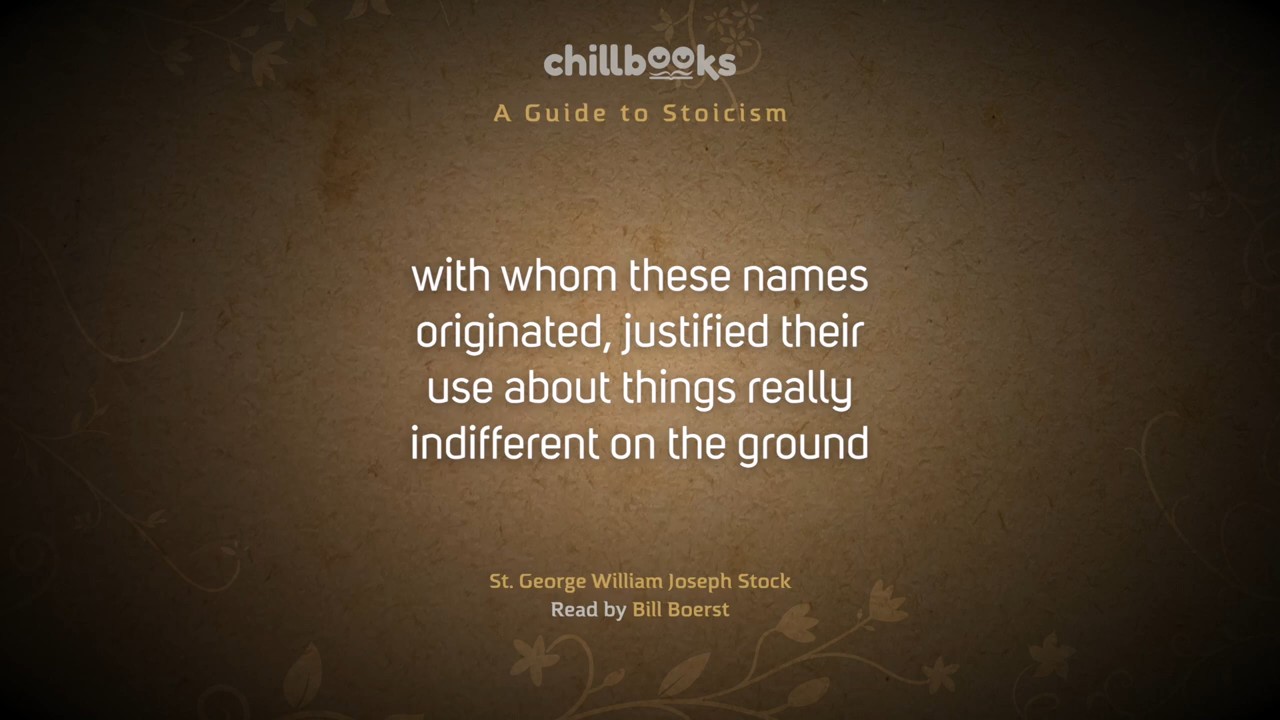 chillbooks
A Guide to Stoicism
with whom these names
originated, justified their
use about things really
indifferent on the ground
St. George William Joseph Stock
Read by Bill Boerst